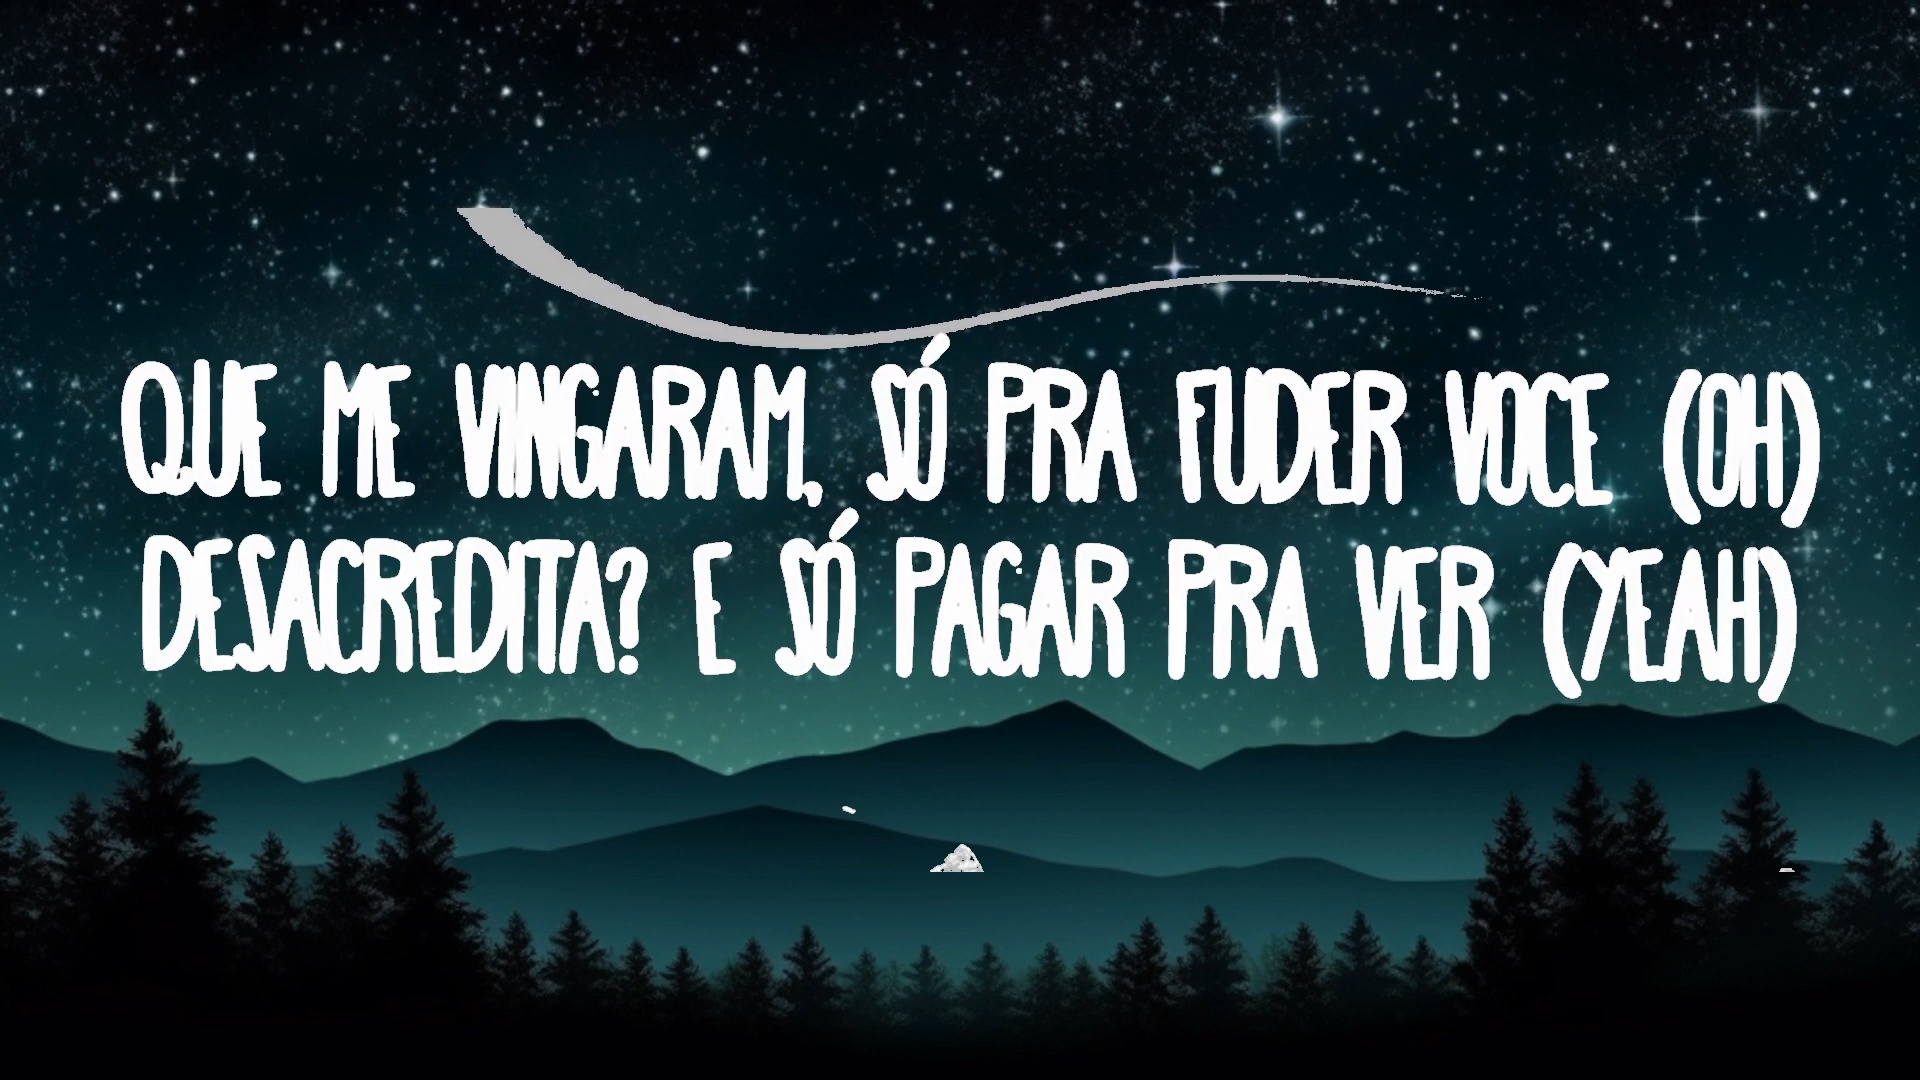 QUE ME VINGARAM, SÓ PRA FUDER VOCE (OH)
DESACREDITA? E SÓ PAGAR PRA VER (YEAH)